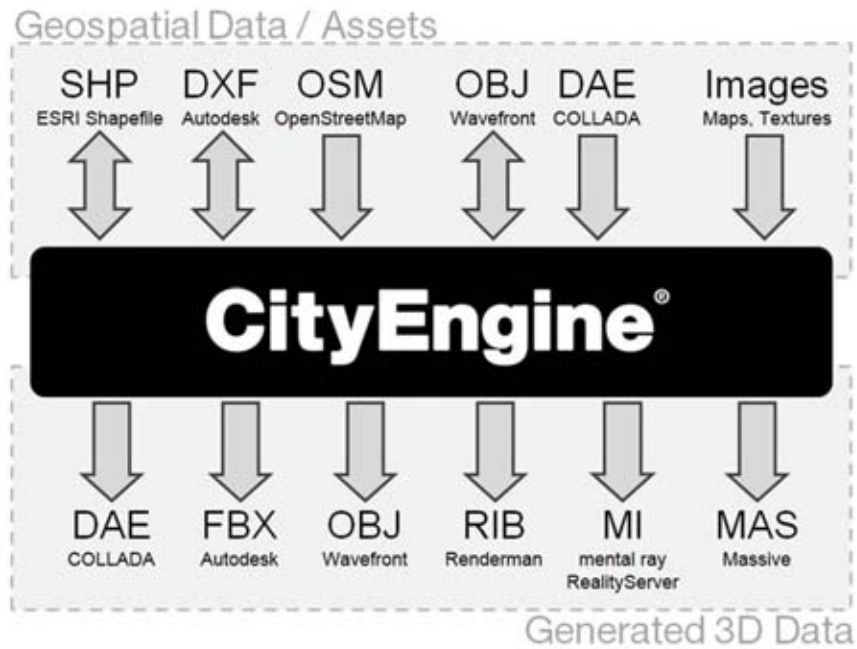 Geospatial Data / Assets
SHP DXF OSM OBJ DAE Images
ESRI Shapefile Autodesk OpenStreetMap Wavefront COLLADA Maps, Textures
CityEngine®
DAE FBX OBJ RIB MI MAS
COLLADA Autodesk Wavefront Renderman mental ray Massive
RealityServer
Generated 3D Data